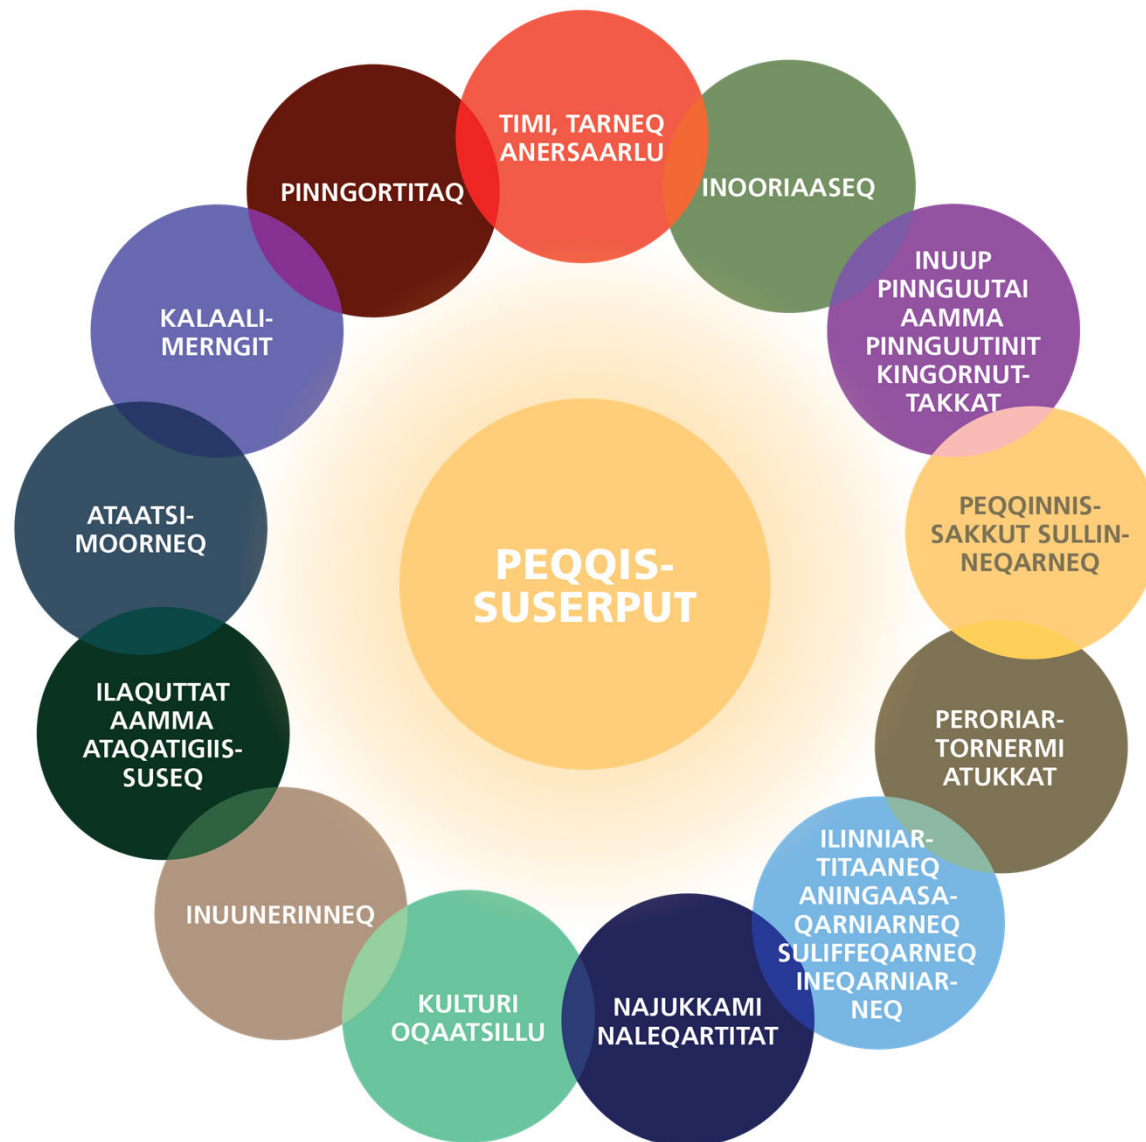 TIMI, TARNEQ
ANERSAARLU
INOORIAASEQ
INUUP
PINNGUUTAI
AAMMA
PINNGUUTINIT
KINGORNUT-
TAKKAT
PEQQINNIS-
SAKKUT SULLIN-
NEQARNEQ
PERORIAR-
TORNERMI
ATUKKAT
ILINNIAR-
TITAANEQ
ANINGAASA-
QARNIARNEQ
SULIFFEQARNEQ
INEQARNIAR-
NEQ
NAJUKKAMI
NALEQARTITAT
KULTURI
OQAATSILLU
INUUNERINNEQ
ILAQUTTAT
AAMMA
ATAQATIGIIS-
SUSEQ
ATAATSI-
MOORNEQ
KALAALI-
MERNGIT
PINNGORTITAQ
PEQQIS-
SUSERPUT